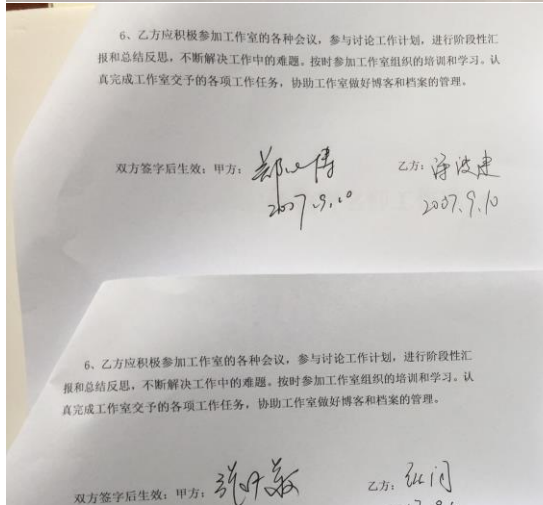 6、乙方应积极参加工作室的各种会议，参与讨论工作计划，进行阶段性汇
报和总结反思，不断解决工作中的难题。按时参加工作室组织的培训和学习。认
真完成工作室交予的各项工作任务，协助工作室做好博客和档案的管理。
双方签字后生效：甲方： 乙方：
2007.9.10 2007.9.10
6、乙方应积极参加工作室的各种会议，参与讨论工作计划，进行阶段性汇
报和总结反思，不断解决工作中的难题。按时参加工作室组织的培训和学习。认
真完成工作室交予的各项工作任务，协助工作室做好博客和档案的管理。
双方签字后生效：甲方： 乙方：